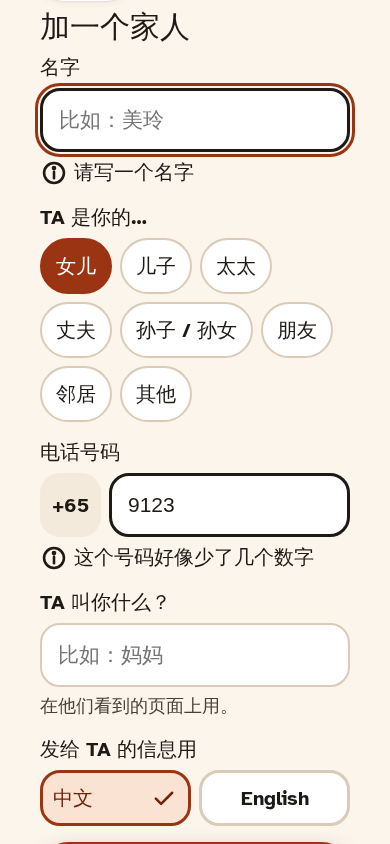 加一个家人
名字
比如：美玲
请写一个名字
TA 是你的...
女儿 儿子 太太
丈夫 孙子 / 孙女 朋友
邻居 其他
电话号码
+65 9123
这个号码好像少了几个数字
TA 叫你什么？
比如：妈妈
在他们看到的页面上用。
发给 TA 的信息用
中文 English